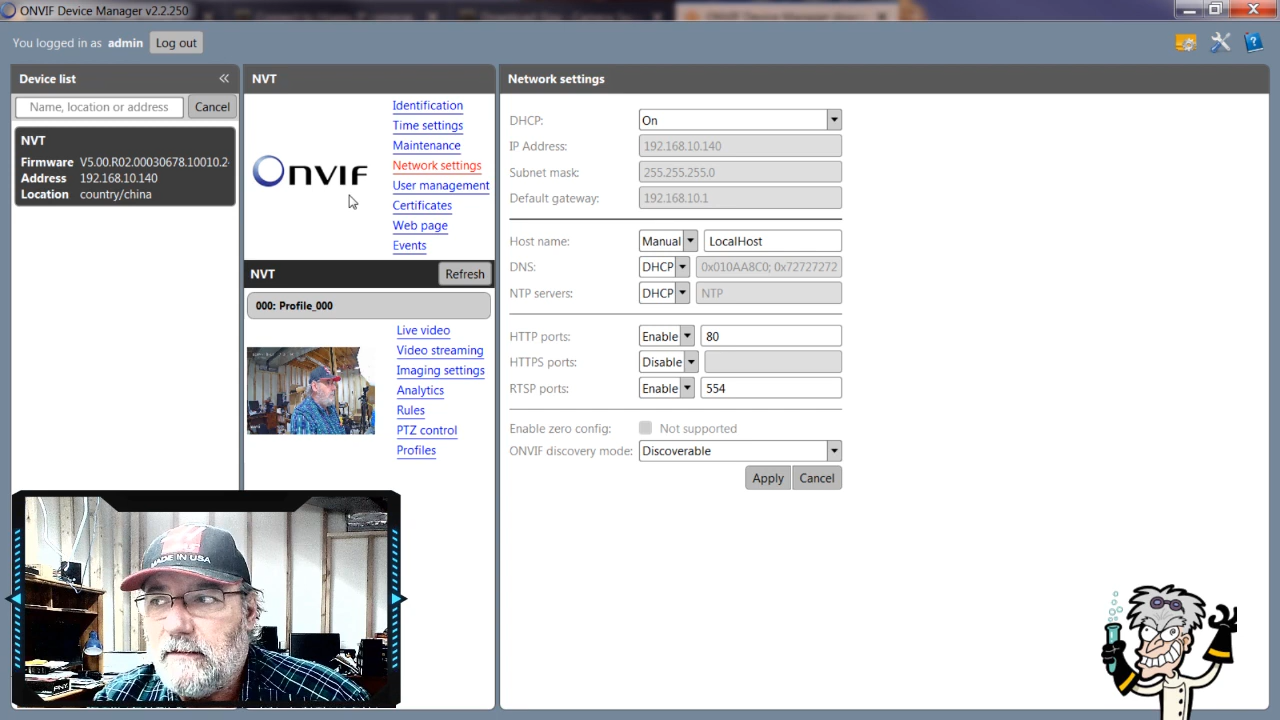 ONVIF Device Manager v2.2.250
You logged in as admin Log out
Device list «
Name, location or address Cancel
NVT
Firmware V5.00.R02.00030678.10010.2
Address 192.168.10.140
Location country/china
NVT
ONVIF
Identification
Time settings
Maintenance
Network settings
User management
Certificates
Web page
Events
NVT Refresh
000: Profile_000
Live video
Video streaming
Imaging settings
Analytics
Rules
PTZ control
Profiles
Network settings
DHCP: On
IP Address: 192.168.10.140
Subnet mask: 255.255.255.0
Default gateway: 192.168.10.1
Host name: Manual LocalHost
DNS: DHCP 0x010AA8C0; 0x72727272
NTP servers: DHCP NTP
HTTP ports: Enable 80
HTTPS ports: Disable
RTSP ports: Enable 554
Enable zero config: Not supported
ONVIF discovery mode: Discoverable
Apply Cancel
MADE IN USA